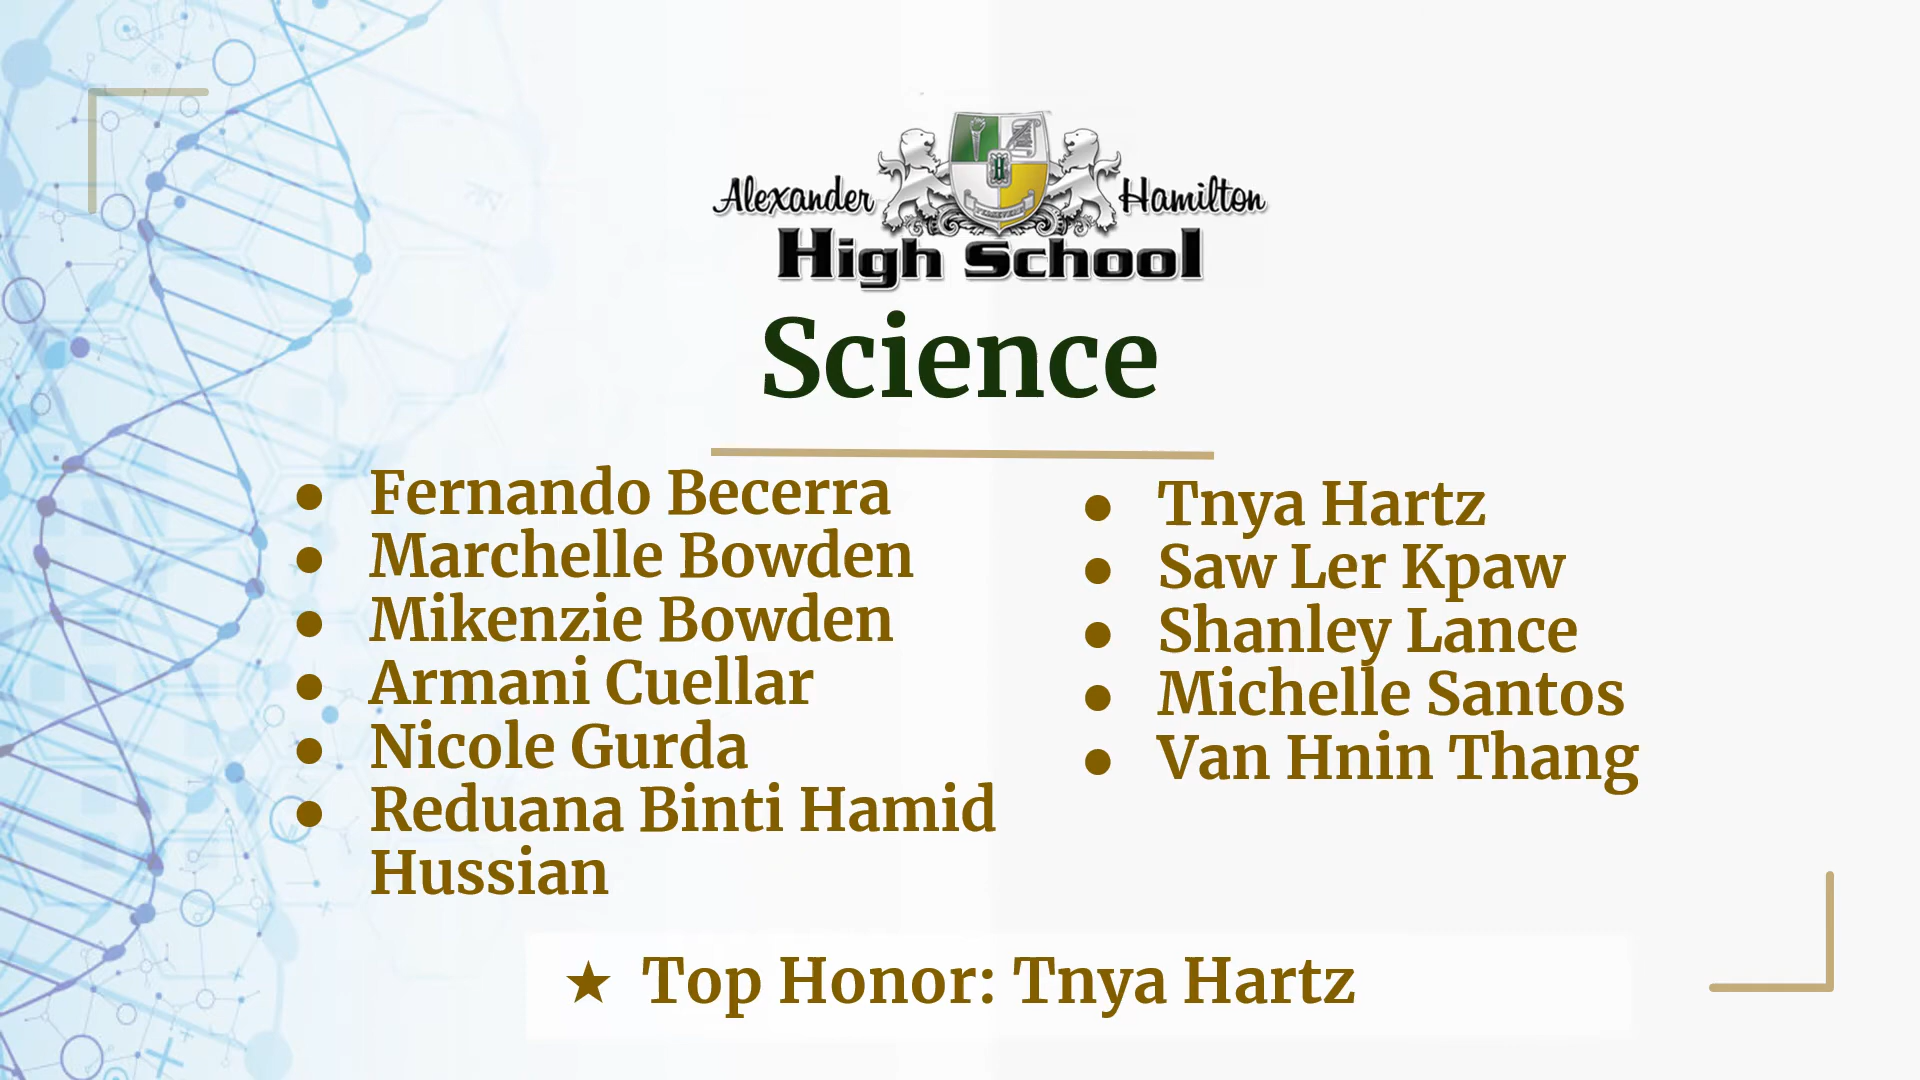 Alexander Hamilton
High School
Science
● Fernando Becerra
● Marchelle Bowden
● Mikenzie Bowden
● Armani Cuellar
● Nicole Gurda
● Reduana Binti Hamid
Hussian
● Tnya Hartz
● Saw Ler Kpaw
● Shanley Lance
● Michelle Santos
● Van Hnin Thang
★ Top Honor: Tnya Hartz